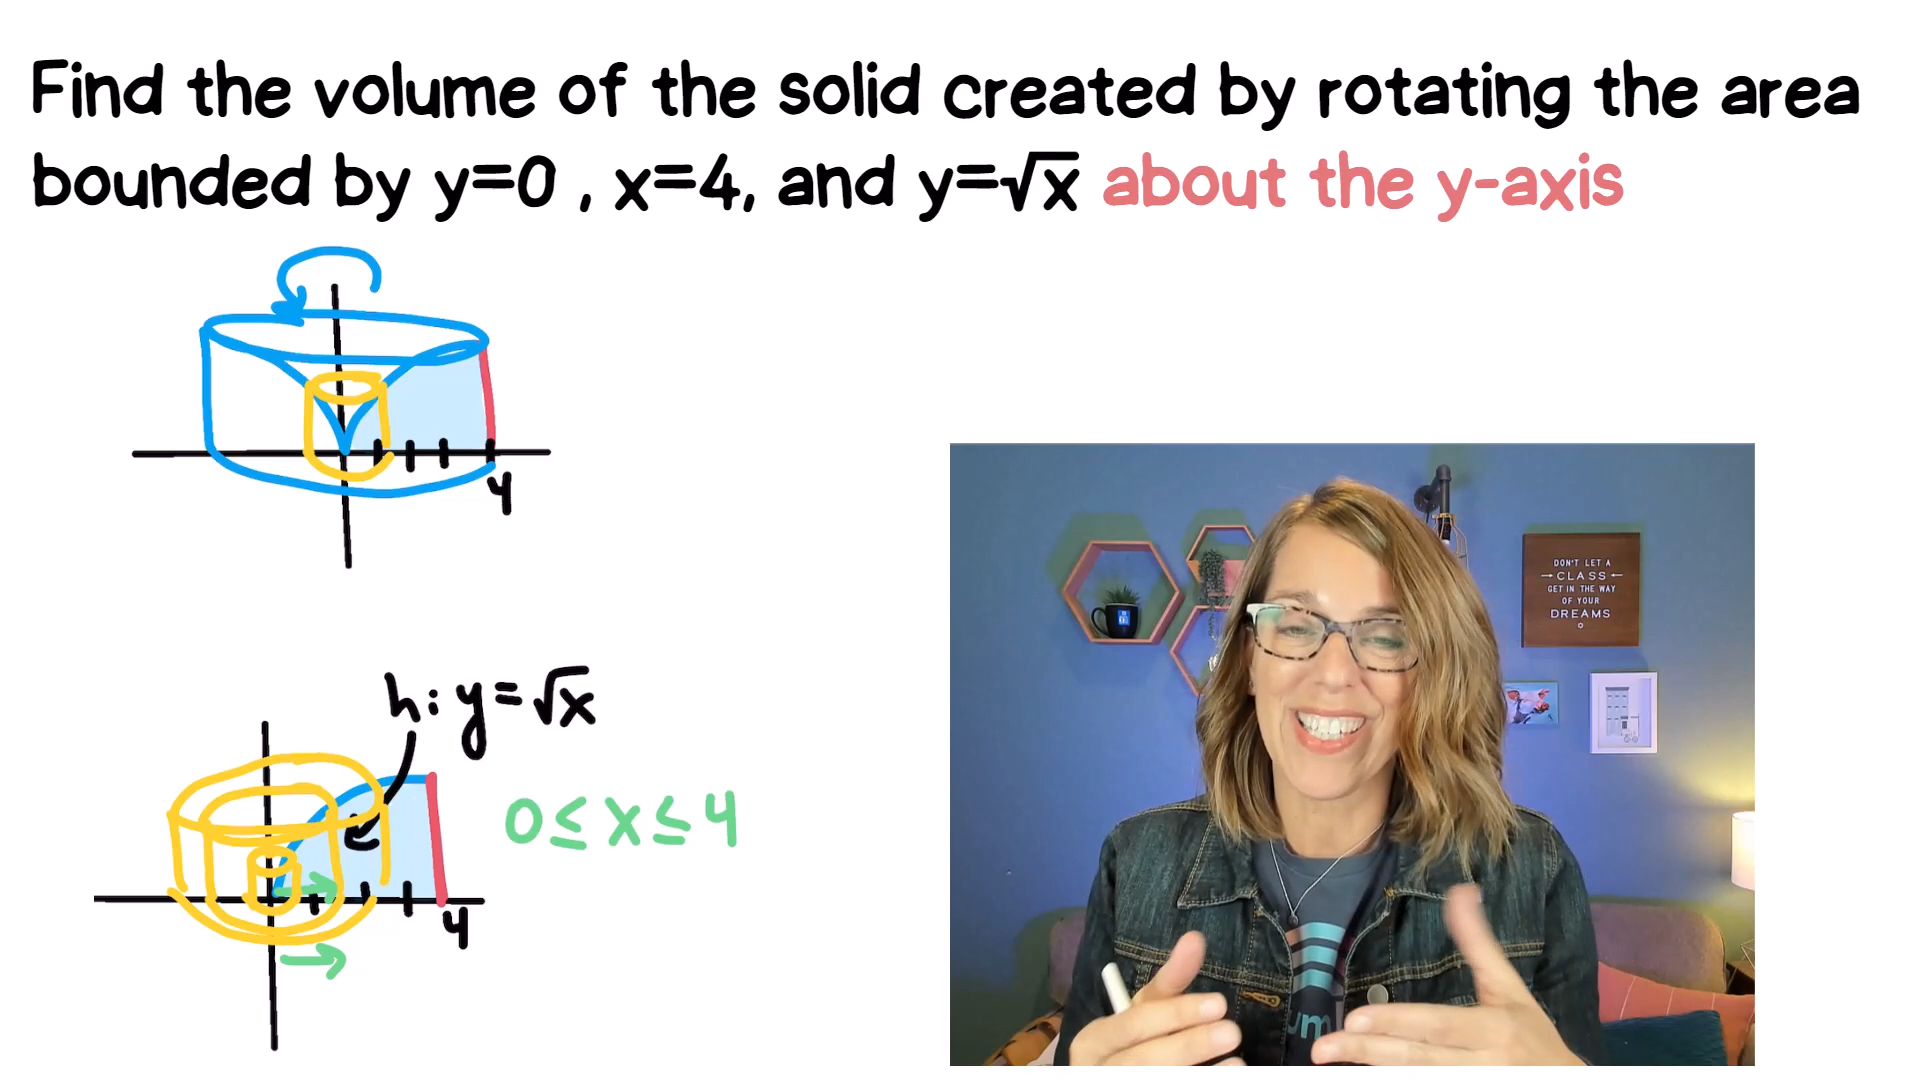 Find the volume of the solid created by rotating the area
bounded by y=0 , x=4, and y=√x about the y-axis
4
h: y=√x
0≤x≤4
4
DON'T LET A
CLASS
GET IN THE WAY
OF YOUR
DREAMS
um